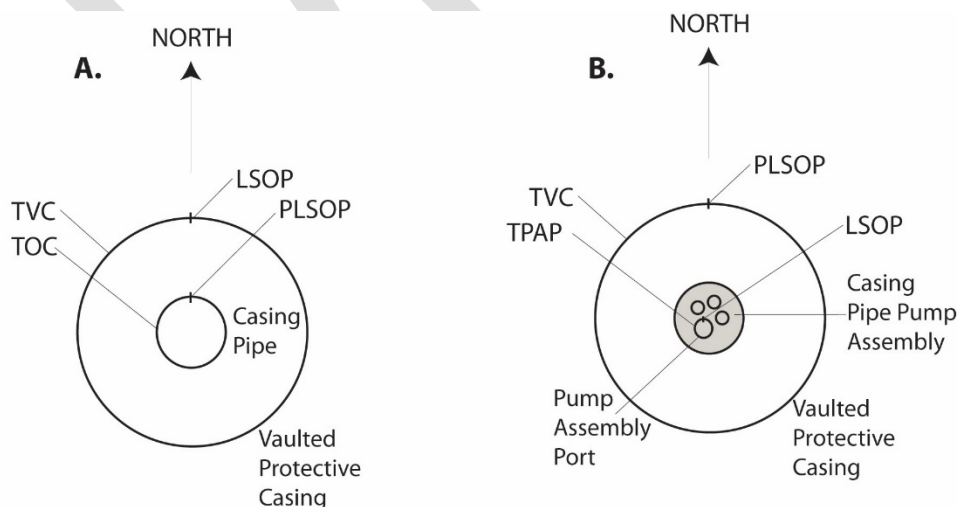 NORTH
A.
LSOP
PLSOP
TVC
TOC
Casing
Pipe
Vaulted
Protective
Casing
NORTH
B.
PLSOP
TVC
TPAP
LSOP
Casing
Pipe Pump
Assembly
Pump
Assembly
Port
Vaulted
Protective
Casing